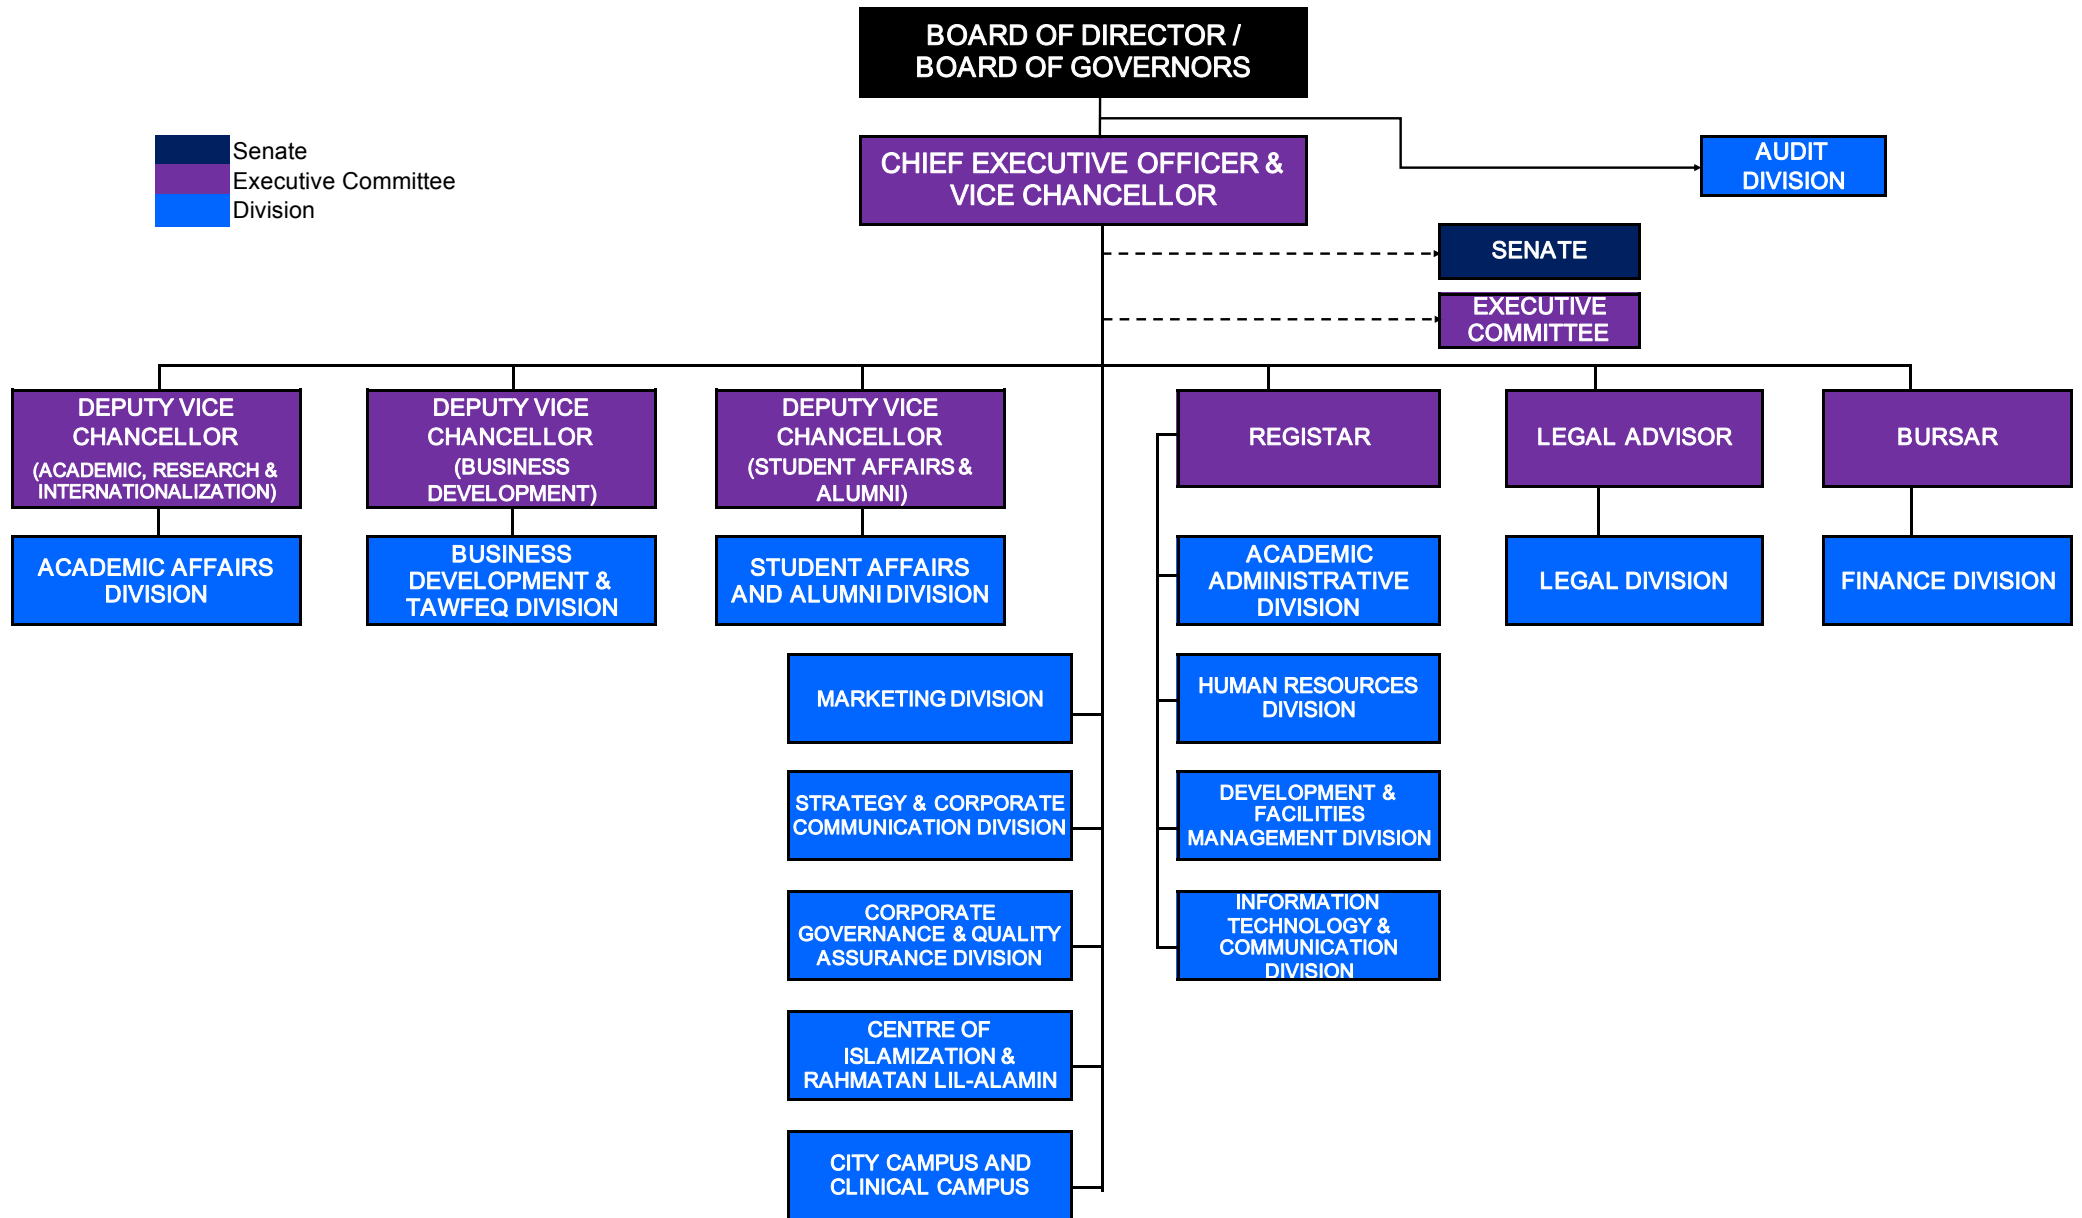 BOARD OF DIRECTOR /
BOARD OF GOVERNORS
Senate
Executive Committee
Division
CHIEF EXECUTIVE OFFICER &
VICE CHANCELLOR
AUDIT
DIVISION
SENATE
EXECUTIVE
COMMITTEE
DEPUTY VICE
CHANCELLOR
(ACADEMIC, RESEARCH &
INTERNATIONALIZATION)
DEPUTY VICE
CHANCELLOR
(BUSINESS
DEVELOPMENT)
DEPUTY VICE
CHANCELLOR
(STUDENT AFFAIRS &
ALUMNI)
REGISTAR
LEGAL ADVISOR
BURSAR
ACADEMIC AFFAIRS
DIVISION
BUSINESS
DEVELOPMENT &
TAWFEQ DIVISION
STUDENT AFFAIRS
AND ALUMNI DIVISION
ACADEMIC
ADMINISTRATIVE
DIVISION
LEGAL DIVISION
FINANCE DIVISION
MARKETING DIVISION
HUMAN RESOURCES
DIVISION
STRATEGY & CORPORATE
COMMUNICATION DIVISION
DEVELOPMENT &
FACILITIES
MANAGEMENT DIVISION
CORPORATE
GOVERNANCE & QUALITY
ASSURANCE DIVISION
INFORMATION
TECHNOLOGY &
COMMUNICATION
DIVISION
CENTRE OF
ISLAMIZATION &
RAHMATAN LIL-ALAMIN
CITY CAMPUS AND
CLINICAL CAMPUS